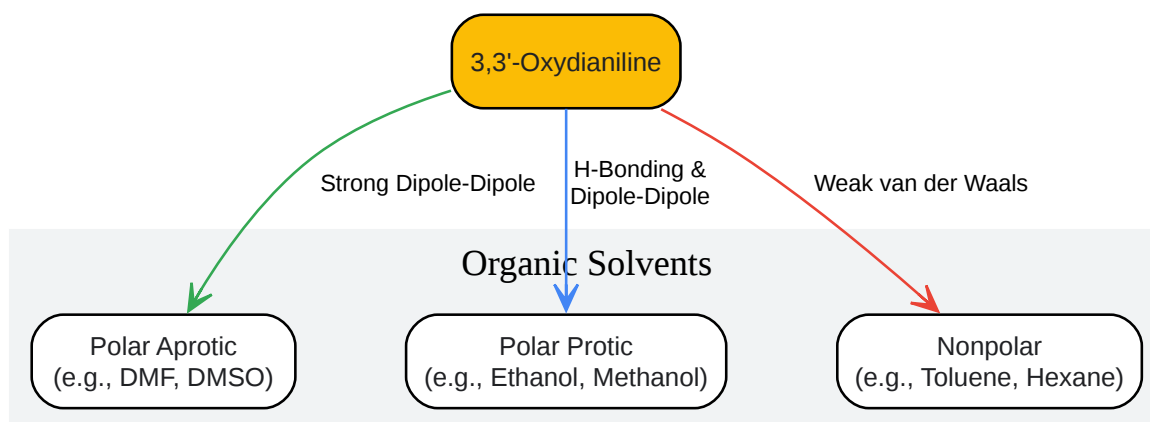 3,3'-Oxydianiline
Strong Dipole-Dipole
H-Bonding &
Dipole-Dipole
Weak van der Waals
Organic Solvents
Polar Aprotic
(e.g., DMF, DMSO)
Polar Protic
(e.g., Ethanol, Methanol)
Nonpolar
(e.g., Toluene, Hexane)